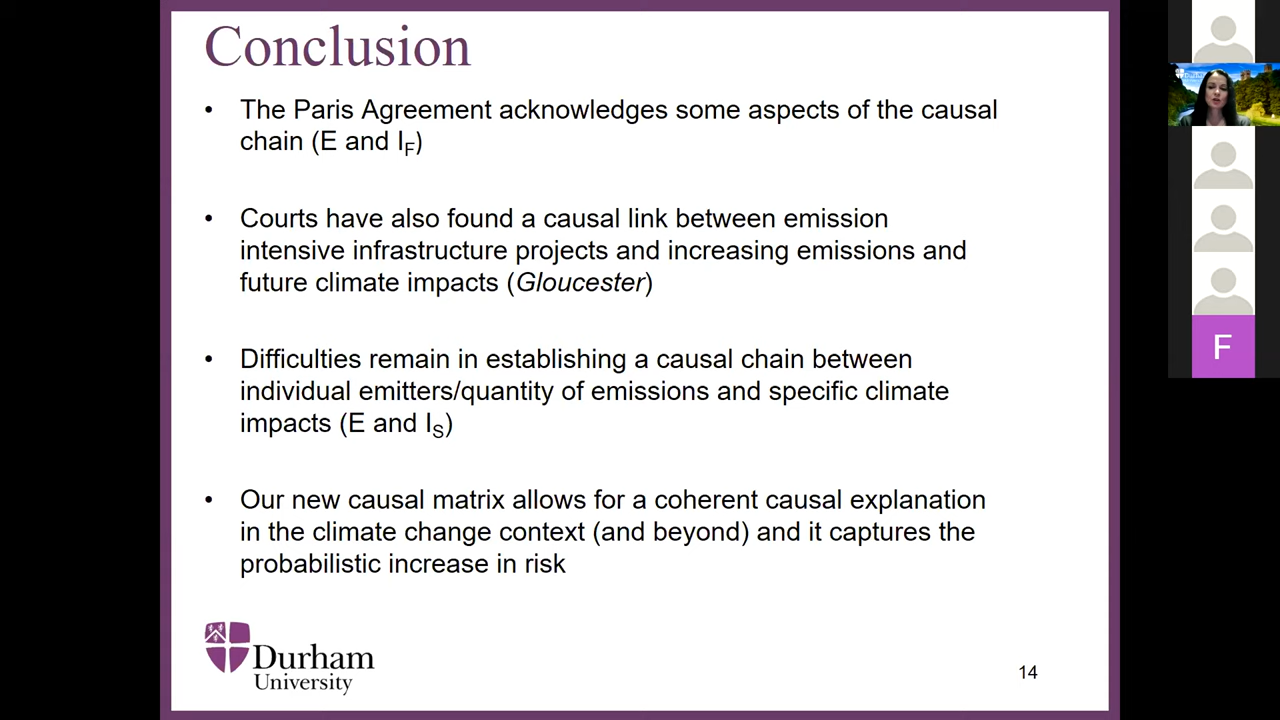 Conclusion
• The Paris Agreement acknowledges some aspects of the causal
chain (E and I_F)
• Courts have also found a causal link between emission
intensive infrastructure projects and increasing emissions and
future climate impacts (Gloucester)
• Difficulties remain in establishing a causal chain between
individual emitters/quantity of emissions and specific climate
impacts (E and I_S)
• Our new causal matrix allows for a coherent causal explanation
in the climate change context (and beyond) and it captures the
probabilistic increase in risk
Durham
University
14
F